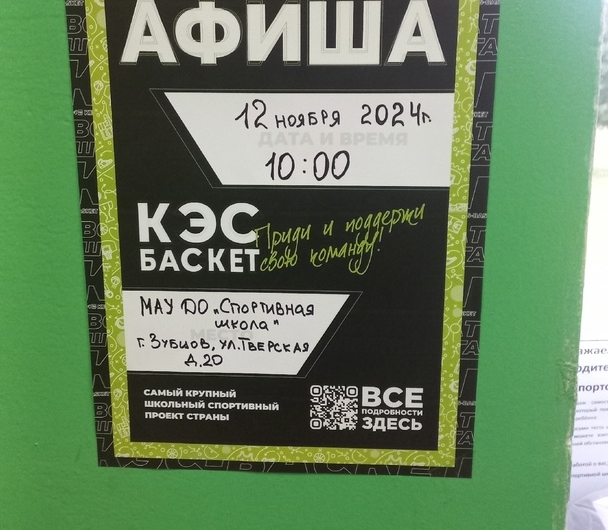 АФИША
12 ноября 2024г.
ДАТА И ВРЕМЯ
10:00
КЭС
БАСКЕТ
Приди и поддержи
свою команду!
МАУ ДО „Спортивная
школа"
МЕСТО
г. Зубцов, ул. Тверская
д. 20
САМЫЙ КРУПНЫЙ
ШКОЛЬНЫЙ СПОРТИВНЫЙ
ПРОЕКТ СТРАНЫ
ВСЕ
ПОДРОБНОСТИ
ЗДЕСЬ